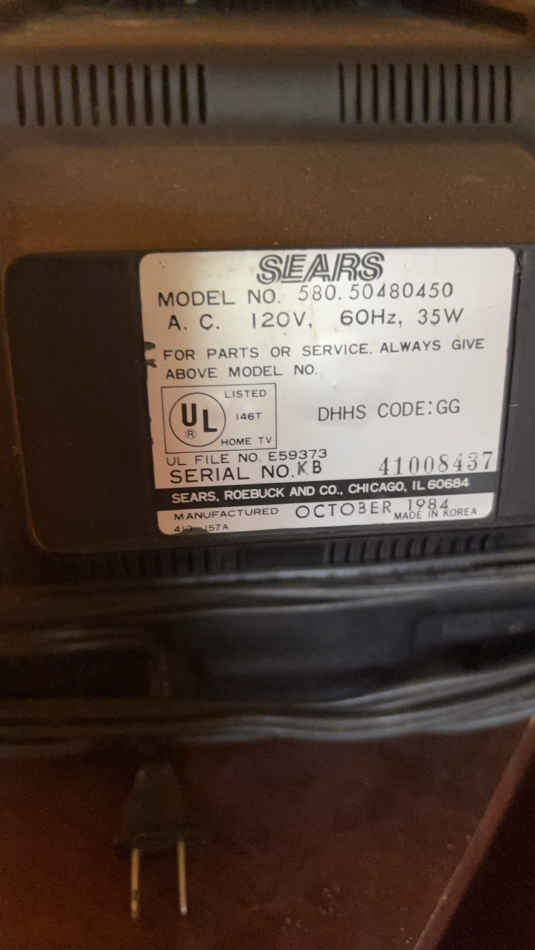 SEARS
MODEL NO. 580.50480450
A. C. 120V, 60Hz, 35W
FOR PARTS OR SERVICE, ALWAYS GIVE
ABOVE MODEL NO.
LISTED
UL
®
146T
HOME TV
DHHS CODE:GG
UL FILE NO. E59373
SERIAL NO. KB 41008437
SEARS, ROEBUCK AND CO., CHICAGO, IL 60684
MANUFACTURED OCTOBER 1984
MADE IN KOREA